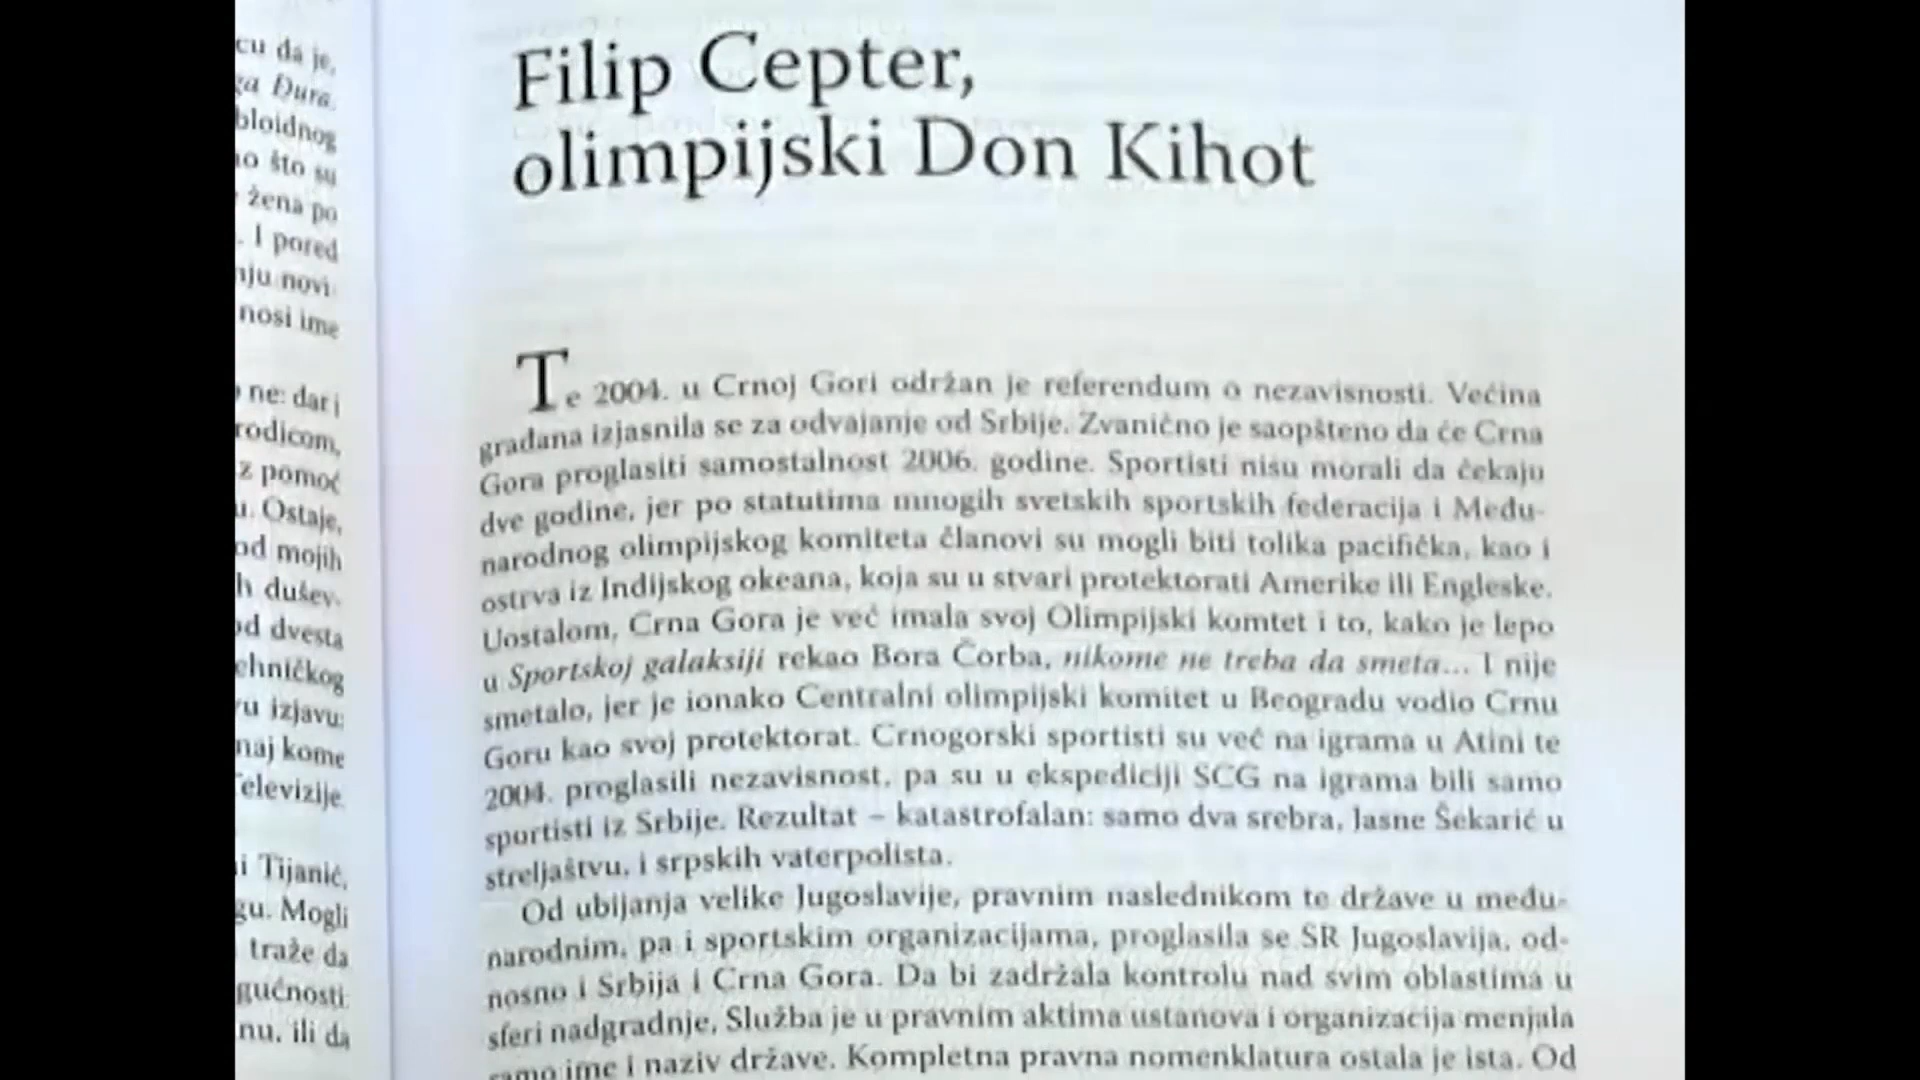 cu da je,
ga Đura.
bloidnog
no što su
žena po
. I pored
nju novi-
nosi ime
ne: dar i
rodicom,
z pomoć
u. Ostaje,
od mojih
h dušev-
od dvesta
ehničkog
vu izjavu:
naj kome
Televizije
i Tijanić,
gu. Mogli
traže da
gućnosti:
nu, ili da
Filip Cepter,
olimpijski Don Kihot
Te 2004. u Crnoj Gori održan je referendum o nezavisnosti. Većina
građana izjasnila se za odvajanje od Srbije. Zvanično je saopšteno da će Crna
Gora proglasiti samostalnost 2006. godine. Sportisti nisu morali da čekaju
dve godine, jer po statutima mnogih svetskih sportskih federacija i Među-
narodnog olimpijskog komiteta članovi su mogli biti tolika pacifička, kao i
ostrva iz Indijskog okeana, koja su u stvari protektorati Amerike ili Engleske.
Uostalom, Crna Gora je već imala svoj Olimpijski komtet i to, kako je lepo
u Sportskoj galaksiji rekao Bora Čorba, nikome ne treba da smeta... I nije
smetalo, jer je ionako Centralni olimpijski komitet u Beogradu vodio Crnu
Goru kao svoj protektorat. Crnogorski sportisti su već na igrama u Atini te
2004. proglasili nezavisnost, pa su u ekspediciji SCG na igrama bili samo
sportisti iz Srbije. Rezultat – katastrofalan: samo dva srebra, Jasne Šekarić u
streljaštvu, i srpskih vaterpolista.
Od ubijanja velike Jugoslavije, pravnim naslednikom te države u među-
narodnim, pa i sportskim organizacijama, proglasila se SR Jugoslavija, od-
nosno i Srbija i Crna Gora. Da bi zadržala kontrolu nad svim oblastima u
sferi nadgradnje, Služba je u pravnim aktima ustanova i organizacija menjala
samo ime i naziv države. Kompletna pravna nomenklatura ostala je ista. Od